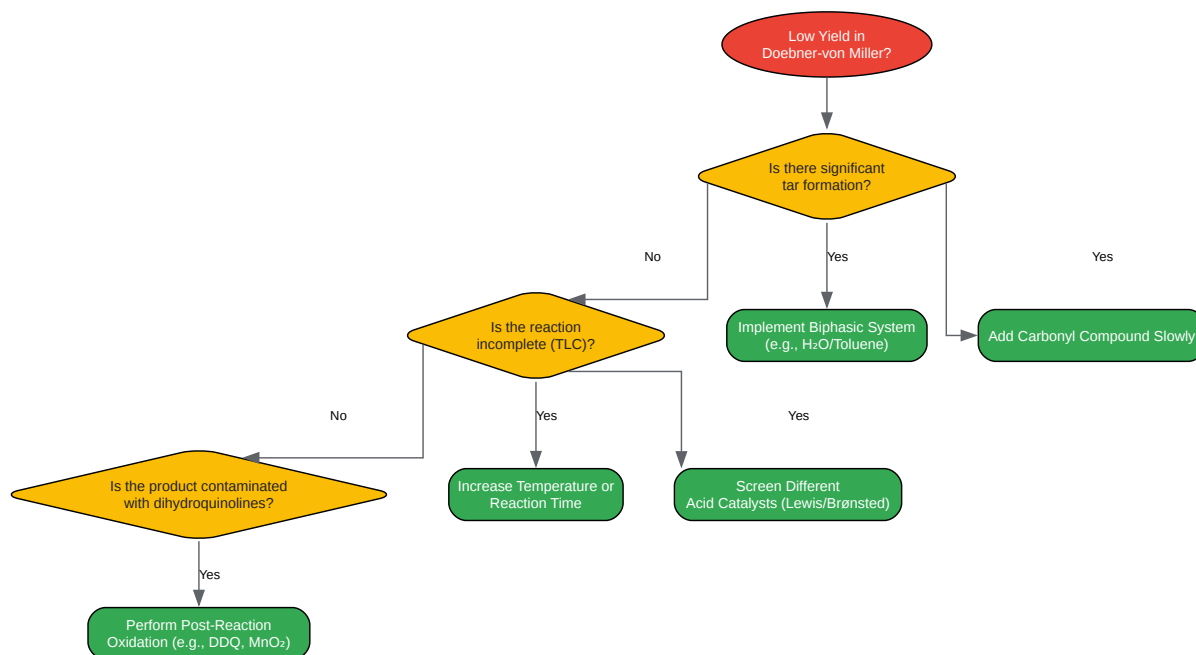 Low Yield in
Doebner-von Miller?
Is there significant
tar formation?
No
Yes
Yes
Is the reaction
incomplete (TLC)?
Implement Biphasic System
(e.g., H₂O/Toluene)
Add Carbonyl Compound Slowly
No
Yes
Yes
Is the product contaminated
with dihydroquinolines?
Increase Temperature or
Reaction Time
Screen Different
Acid Catalysts (Lewis/Brønsted)
Yes
Perform Post-Reaction
Oxidation (e.g., DDQ, MnO₂)